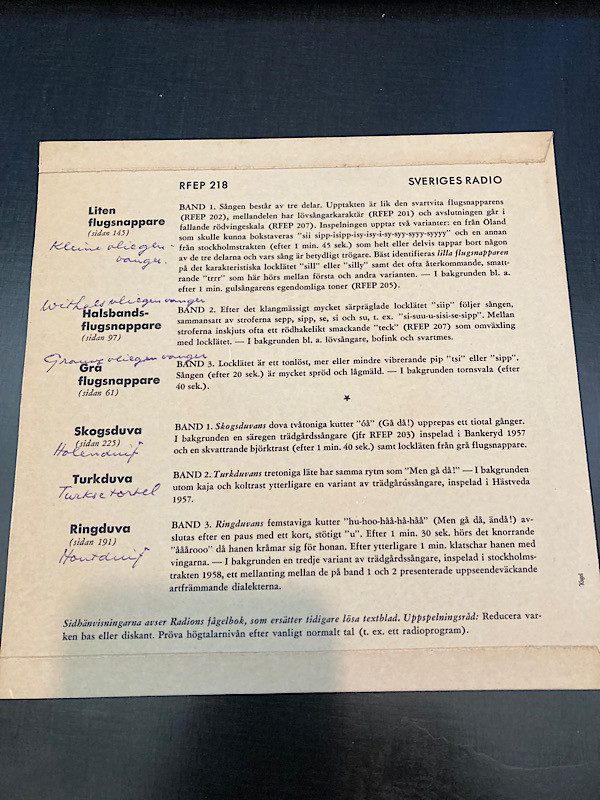 RFEP 218
SVERIGES RADIO
Liten
flugsnappare
(sidan 145)
Kleine vliegen-
vanger.
BAND 1. Sången består av tre delar. Upptakten är lik den svartvita flugsnapparens
(RFEP 202), mellandelen har lövsångarkaraktär (RFEP 201) och avslutningen går i
fallande rödvingeskala (RFEP 207). Inspelningen upptar två varianter: en från Öland
som skulle kunna bokstaveras "sii sipp-isipp-isy-isy-i-sy-syy-syyy-syyyy" och en annan
från stockholmstrakten (efter 1 min. 45 sek.) som helt eller delvis tappar bort någon
av de tre delarna och vars sång är betydligt trögare. Bäst identifieras lilla flugsnapparen
på det karakteristiska locklätet "sill" eller "silly" samt det ofta återkommande, smatt-
rande "trrr" som här hörs mellan första och andra varianten. — I bakgrunden bl. a.
efter 1 min. gulsångarens egendomliga toner (RFEP 205).
Withalsvliegenvanger
Halsbands-
flugsnappare
(sidan 97)
BAND 2. Efter det klangmässigt mycket särpräglade locklätet "siip" följer sången,
sammansatt av stroferna sepp, sipp, se, si och su, t. ex. "si-suu-u-sisi-se-sipp". Mellan
stroferna inskjuts ofta ett rödhakelikt smackande "teck" (RFEP 207) som omväxling
med locklätet. — I bakgrunden bl. a. lövsångare, bofink och svartmes.
Grauwe vliegenvanger
Grå
flugsnappare
(sidan 61)
BAND 3. Locklätet är ett tonlöst, mer eller mindre vibrerande pip "tsi" eller "sipp".
Sången (efter 20 sek.) är mycket spröd och lågmäld. — I bakgrunden tornsvala (efter
40 sek.).
*
Skogsduva
(sidan 225)
Holenduif
BAND 1. Skogsduvans dova tvåtoniga kutter "óå" (Gå då!) upprepas ett tiotal gånger.
I bakgrunden en säregen trädgårdssångare (jfr RFEP 203) inspelad i Bankeryd 1957
och en skvattrande björktrast (efter 1 min. 40 sek.) samt lockläten från grå flugsnappare.
Turkduva
Turkse tortel
BAND 2. Turkduvans tretoniga läte har samma rytm som "Men gå då!" — I bakgrunden
utom kaja och koltrast ytterligare en variant av trädgårdssångare, inspelad i Hästveda
1957.
Ringduva
(sidan 191)
Houtduif
BAND 3. Ringduvans femstaviga kutter "hu-hoo-håå-hå-håå" (Men gå då, ändå!) av-
slutas efter en paus med ett kort, stötigt "u". Efter 1 min. 30 sek. hörs det knorrande
"ååårooo" då hanen kråmar sig för honan. Efter ytterligare 1 min. klatschar hanen med
vingarna. — I bakgrunden en tredje variant av trädgårdssångare, inspelad i stockholms-
trakten 1958, ett mellanting mellan de på band 1 och 2 presenterade uppseendeväckande
artfrämmande dialekterna.
Sidhänvisningarna avser Radions fågelbok, som ersätter tidigare lösa textblad. Uppspelningsråd: Reducera var-
ken bas eller diskant. Pröva högtalarnivån efter vanligt normalt tal (t. ex. ett radioprogram).